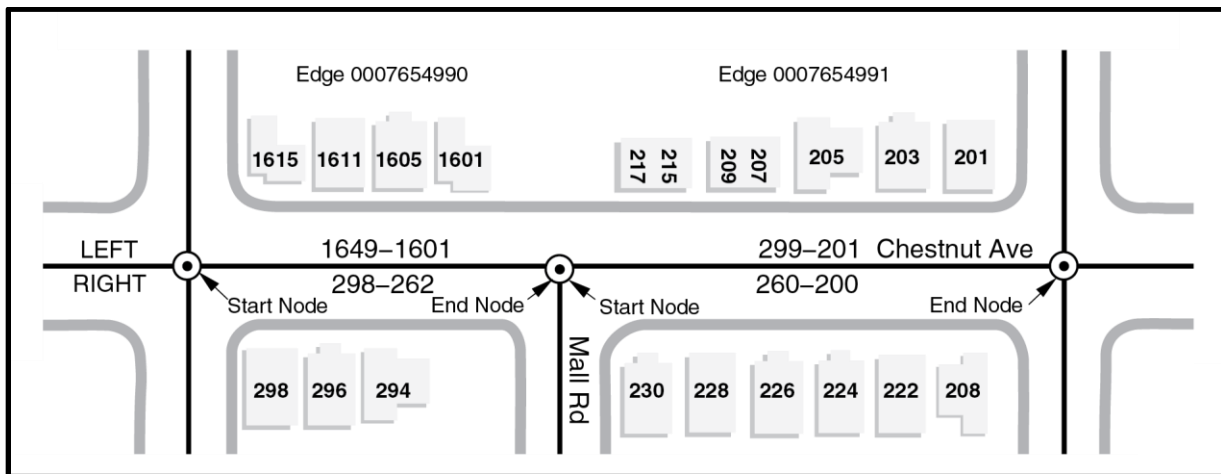 Edge 0007654990
Edge 0007654991
1615 1611 1605 1601
217 215 209 207 205 203 201
LEFT 1649–1601 299–201 Chestnut Ave
RIGHT 298–262 260–200
Start Node End Node Start Node End Node
Mall Rd
298 296 294
230 228 226 224 222 208